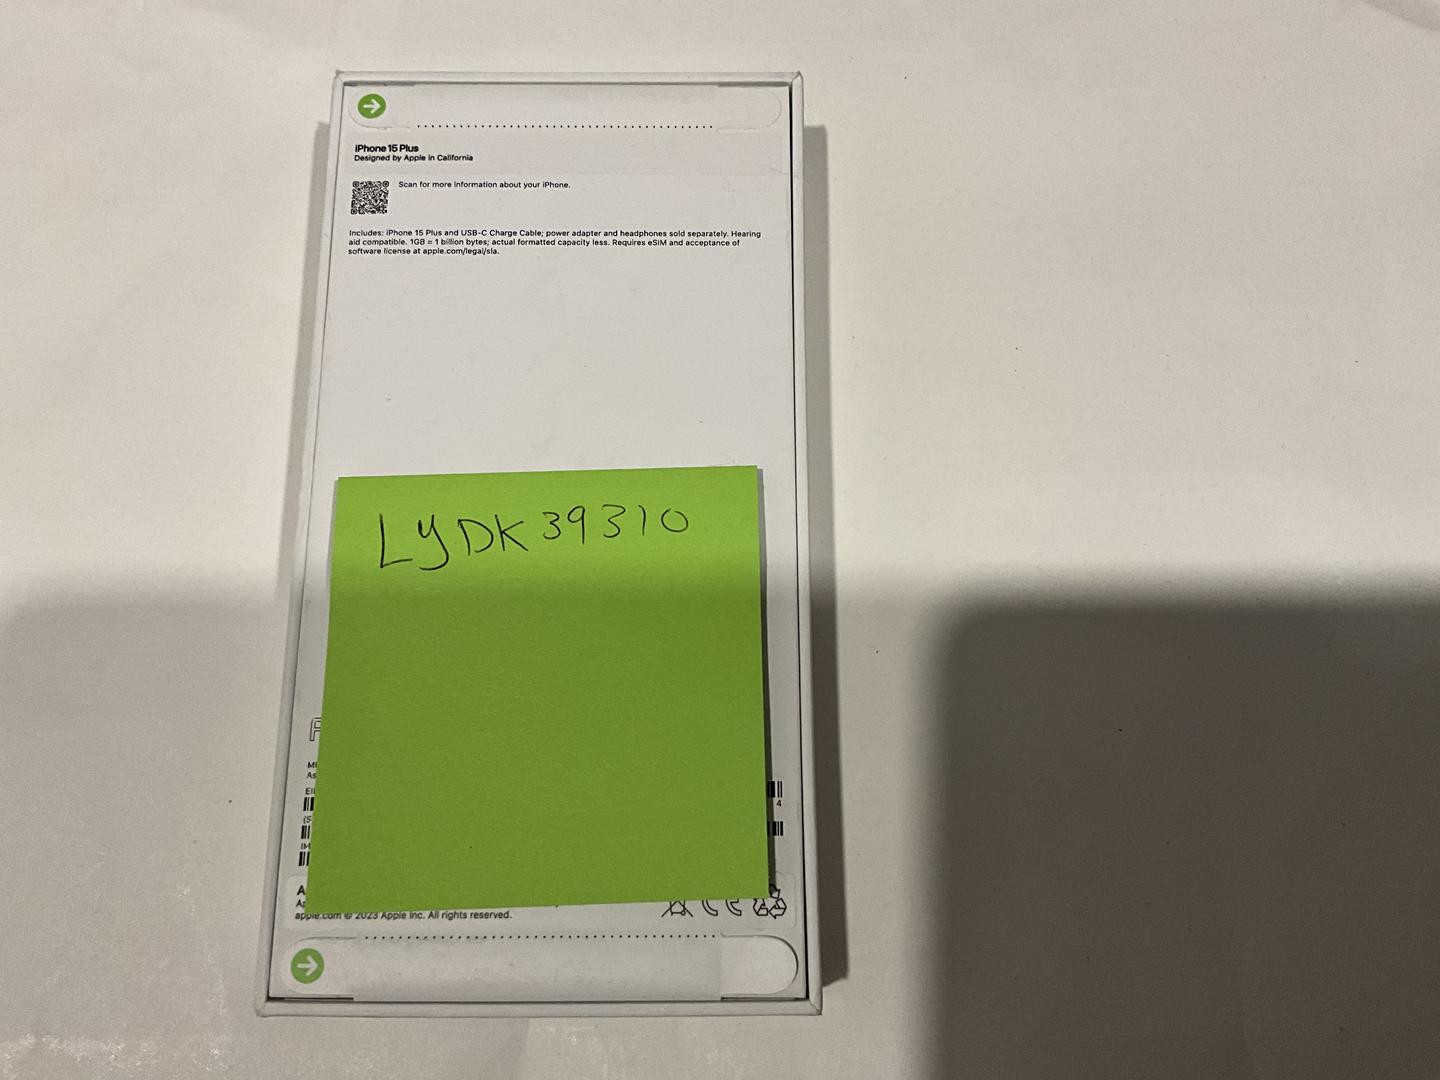 iPhone 15 Plus
Designed by Apple in California
Scan for more information about your iPhone.
Includes: iPhone 15 Plus and USB-C Charge Cable; power adapter and headphones sold separately. Hearing
aid compatible. 1GB = 1 billion bytes; actual formatted capacity less. Requires eSIM and acceptance of
software license at apple.com/legal/sla.
LYDK39310
4
apple.com © 2023 Apple Inc. All rights reserved.
CE